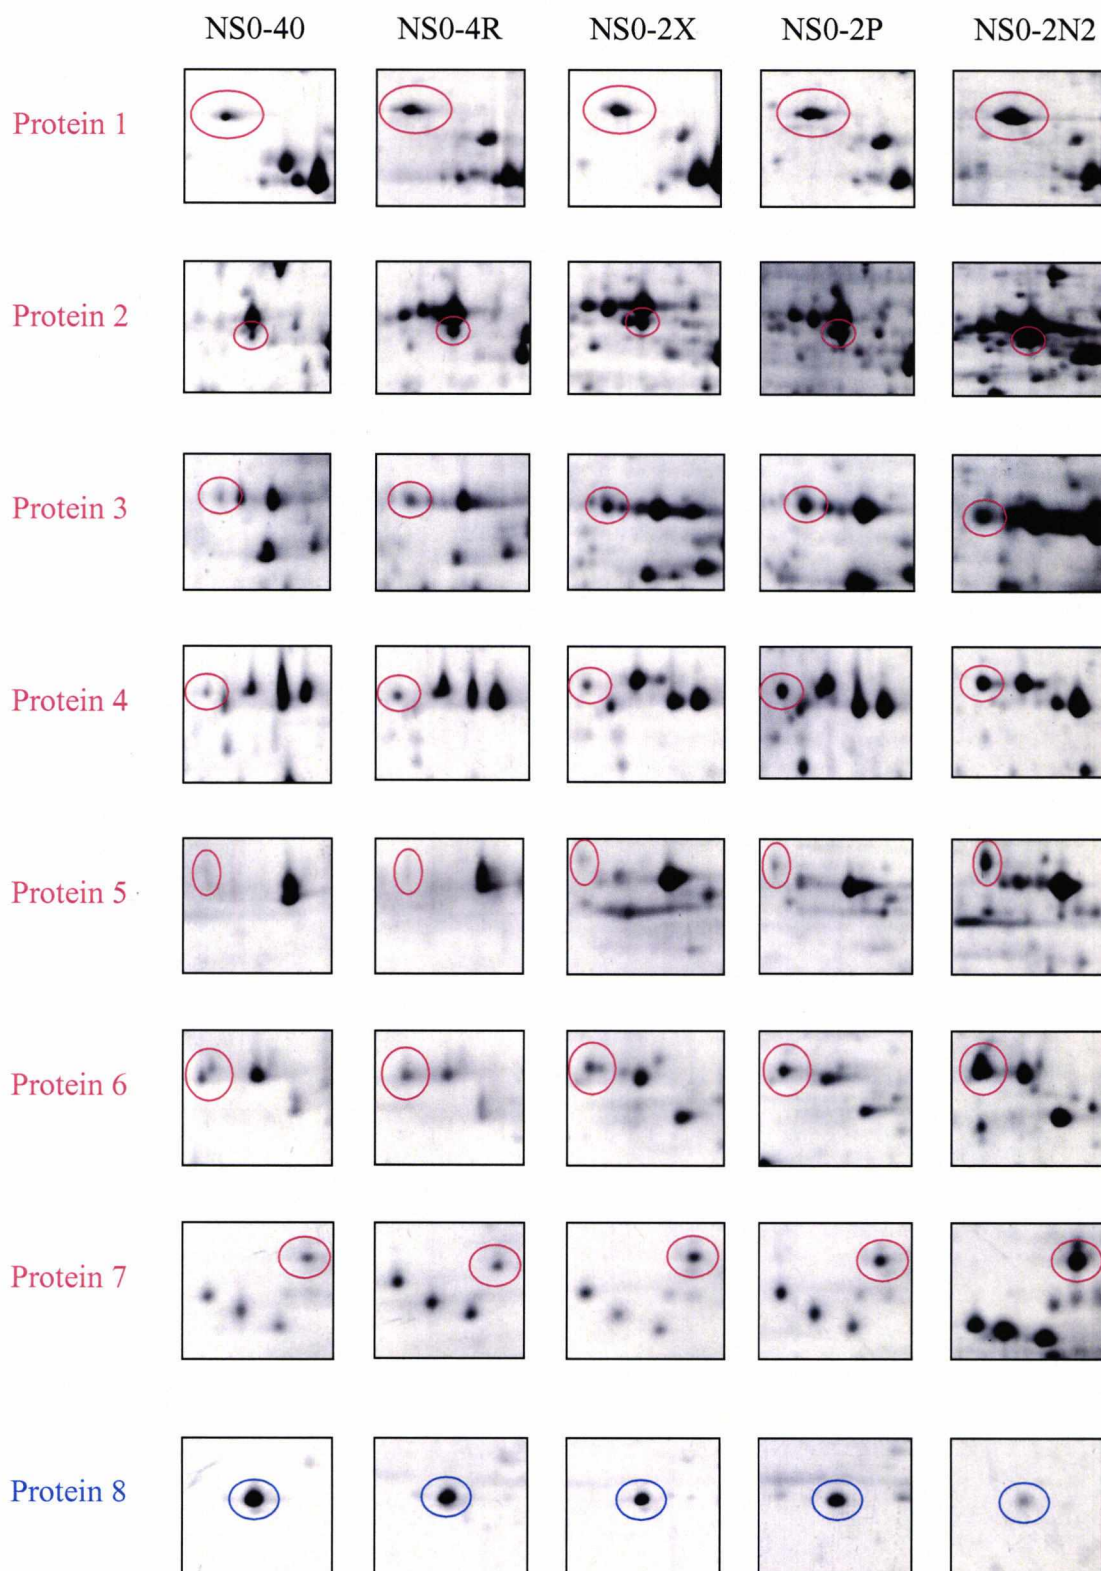 NS0-40 NS0-4R NS0-2X NS0-2P NS0-2N2
Protein 1
Protein 2
Protein 3
Protein 4
Protein 5
Protein 6
Protein 7
Protein 8